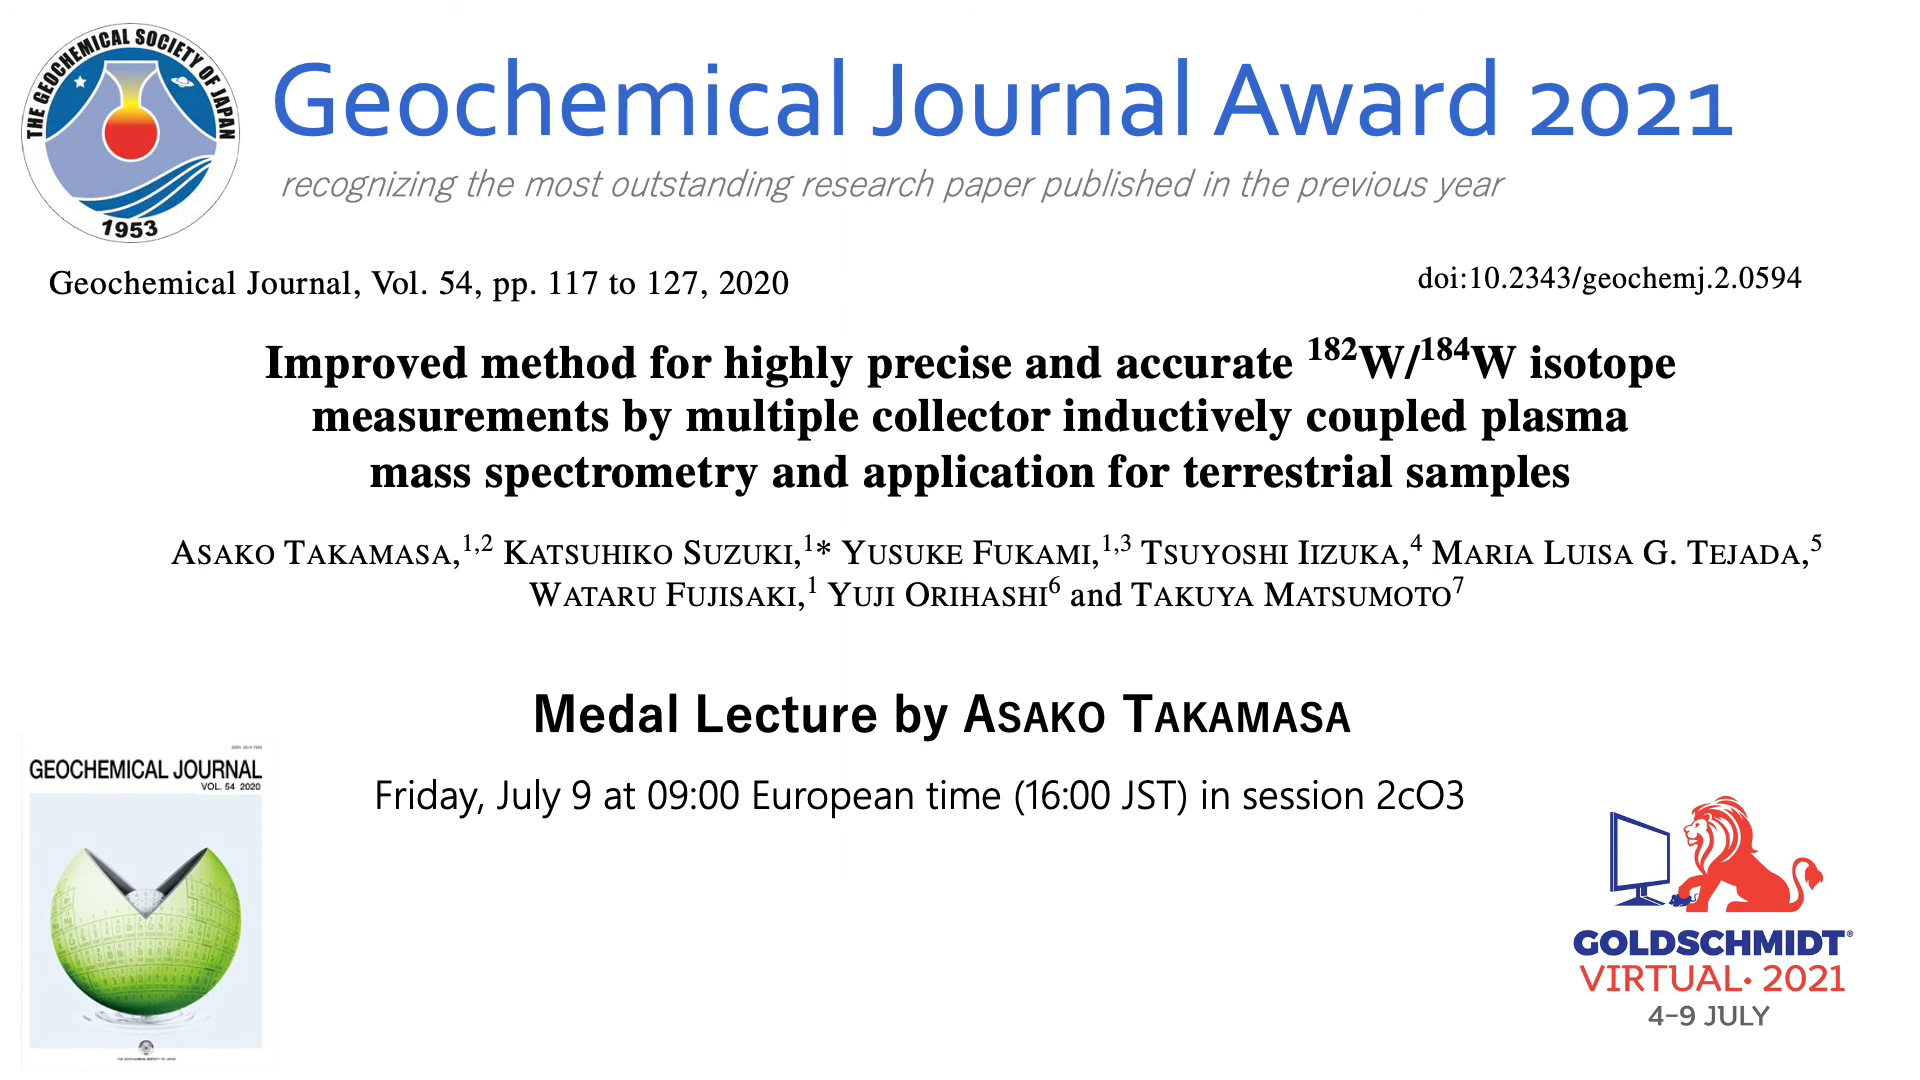 THE GEOCHEMICAL SOCIETY OF JAPAN
1953
Geochemical Journal Award 2021
recognizing the most outstanding research paper published in the previous year
Geochemical Journal, Vol. 54, pp. 117 to 127, 2020
doi:10.2343/geochemj.2.0594
Improved method for highly precise and accurate ¹⁸²W/¹⁸⁴W isotope
measurements by multiple collector inductively coupled plasma
mass spectrometry and application for terrestrial samples
ASAKO TAKAMASA,¹,² KATSUHIKO SUZUKI,¹* YUSUKE FUKAMI,¹,³ TSUYOSHI IIZUKA,⁴ MARIA LUISA G. TEJADA,⁵
WATARU FUJISAKI,¹ YUJI ORIHASHI⁶ and TAKUYA MATSUMOTO⁷
Medal Lecture by ASAKO TAKAMASA
Friday, July 9 at 09:00 European time (16:00 JST) in session 2cO3
GEOCHEMICAL JOURNAL
VOL. 54 2020
THE GEOCHEMICAL SOCIETY OF JAPAN
GOLDSCHMIDT®
VIRTUAL• 2021
4–9 JULY